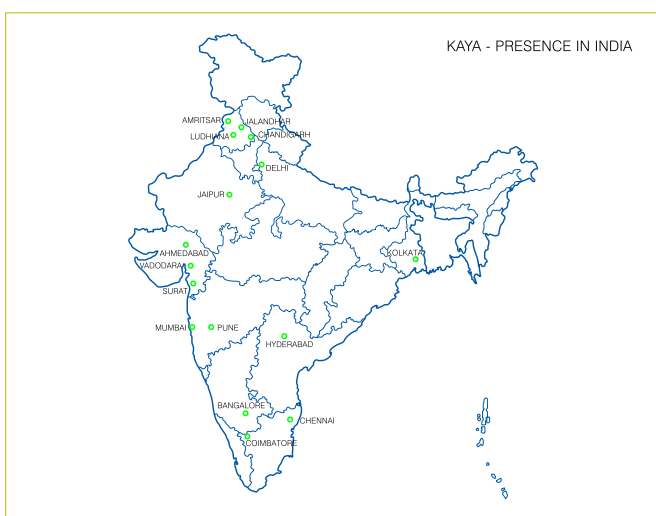 KAYA - PRESENCE IN INDIA
AMRITSAR
JALANDHAR
LUDHIANA
CHANDIGARH
DELHI
JAIPUR
AHMEDABAD
VADODARA
KOLKATA
SURAT
MUMBAI
PUNE
HYDERABAD
BANGALORE
CHENNAI
COIMBATORE